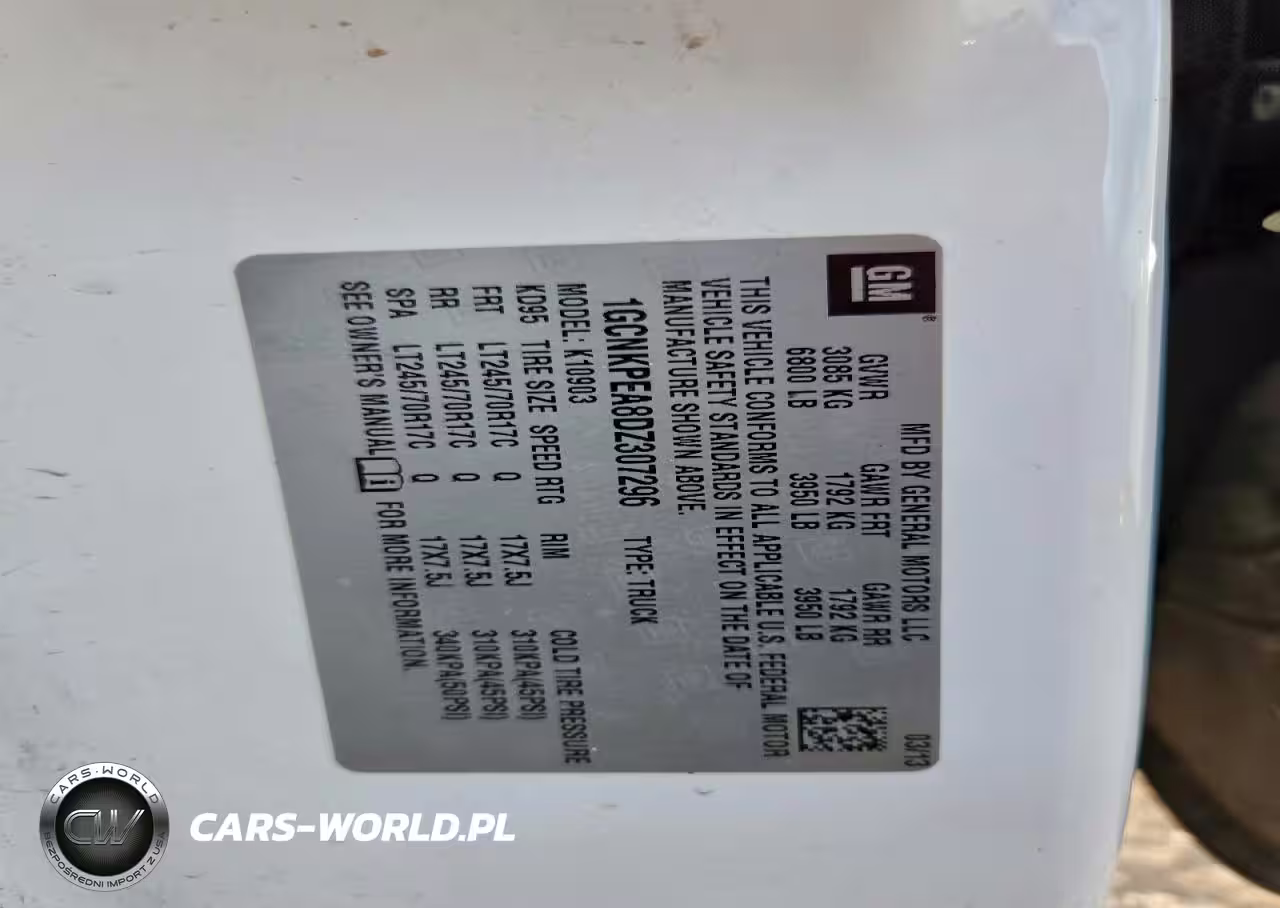 GM ®
MFD BY GENERAL MOTORS LLC 03/13
GVWR GAWR FRT GAWR RR
3085 KG 1792 KG 1792 KG
6800 LB 3950 LB 3950 LB
THIS VEHICLE CONFORMS TO ALL APPLICABLE U.S. FEDERAL MOTOR
VEHICLE SAFETY STANDARDS IN EFFECT ON THE DATE OF
MANUFACTURE SHOWN ABOVE.
1GCNKPEA8DZ307296 TYPE: TRUCK
MODEL: K10903
KD95 TIRE SIZE SPEED RTG RIM COLD TIRE PRESSURE
FRT LT245/70R17C Q 17X7.5J 310KPA(45PSI)
RR LT245/70R17C Q 17X7.5J 310KPA(45PSI)
SPA LT245/70R17C Q 17X7.5J 340KPA(50PSI)
SEE OWNER'S MANUAL FOR MORE INFORMATION.
CARS-WORLD
CW
BEZPOŚREDNI IMPORT Z USA
CARS-WORLD.PL